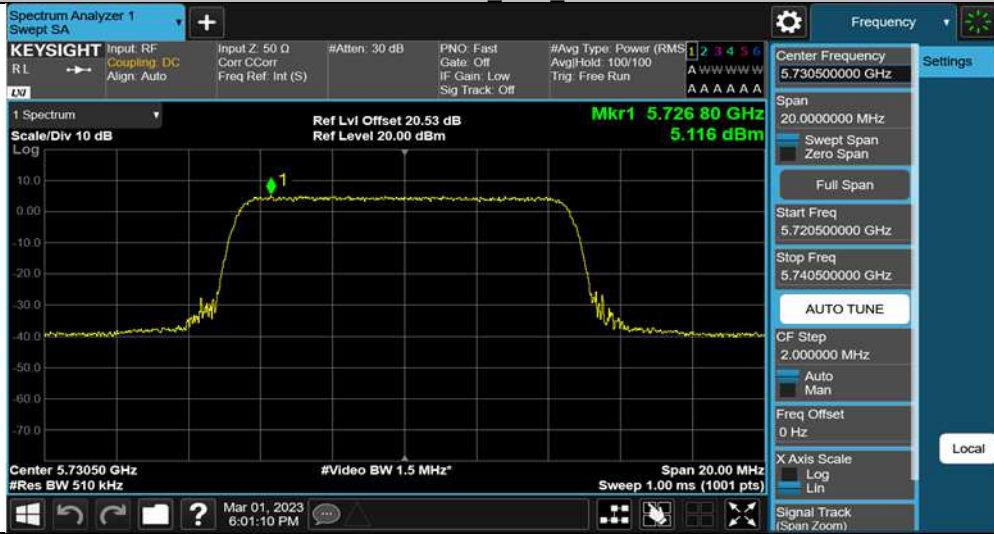 Spectrum Analyzer 1
Swept SA
Frequency
KEYSIGHT
RL
LXI
Input: RF
Coupling: DC
Align: Auto
Input Z: 50 Ω
Corr CCorr
Freq Ref: Int (S)
#Atten: 30 dB
PNO: Fast
Gate: Off
IF Gain: Low
Sig Track: Off
#Avg Type: Power (RMS
Avg|Hold: 100/100
Trig: Free Run
1 2 3 4 5 6
A W W W W W
A A A A A A
1 Spectrum
Scale/Div 10 dB
Ref Lvl Offset 20.53 dB
Ref Level 20.00 dBm
Mkr1 5.726 80 GHz
5.116 dBm
Log
10.0
0.00
-10.0
-20.0
-30.0
-40.0
-50.0
-60.0
-70.0
1
Center 5.73050 GHz
#Res BW 510 kHz
#Video BW 1.5 MHz*
Span 20.00 MHz
Sweep 1.00 ms (1001 pts)
?
Mar 01, 2023
6:01:10 PM
Center Frequency
5.730500000 GHz
Span
20.0000000 MHz
Swept Span
Zero Span
Full Span
Start Freq
5.720500000 GHz
Stop Freq
5.740500000 GHz
AUTO TUNE
CF Step
2.000000 MHz
Auto
Man
Freq Offset
0 Hz
X Axis Scale
Log
Lin
Signal Track
(Span Zoom)
Settings
Local